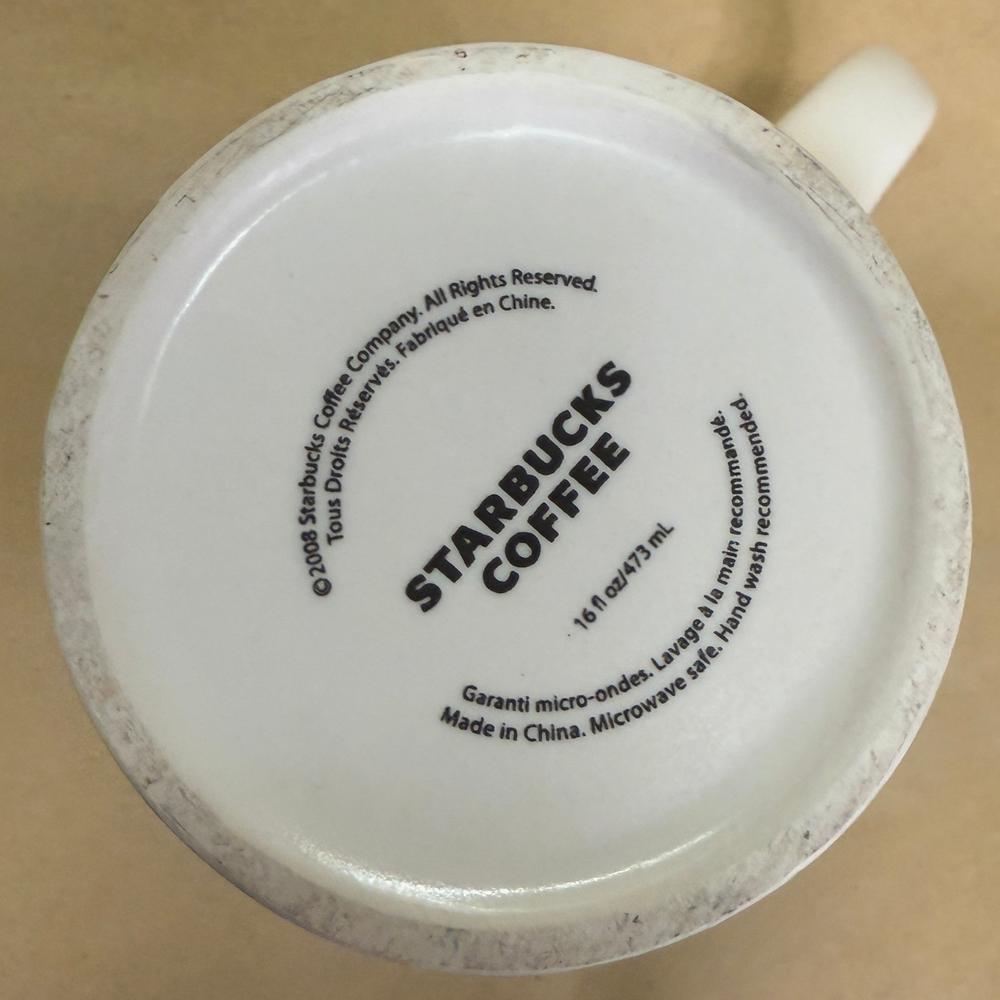 ©2008 Starbucks Coffee Company. All Rights Reserved.
Tous Droits Réservés. Fabriqué en Chine.
STARBUCKS
COFFEE
16 fl oz/473 mL
Garanti micro-ondes. Lavage à la main recommandé.
Made in China. Microwave safe. Hand wash recommended.